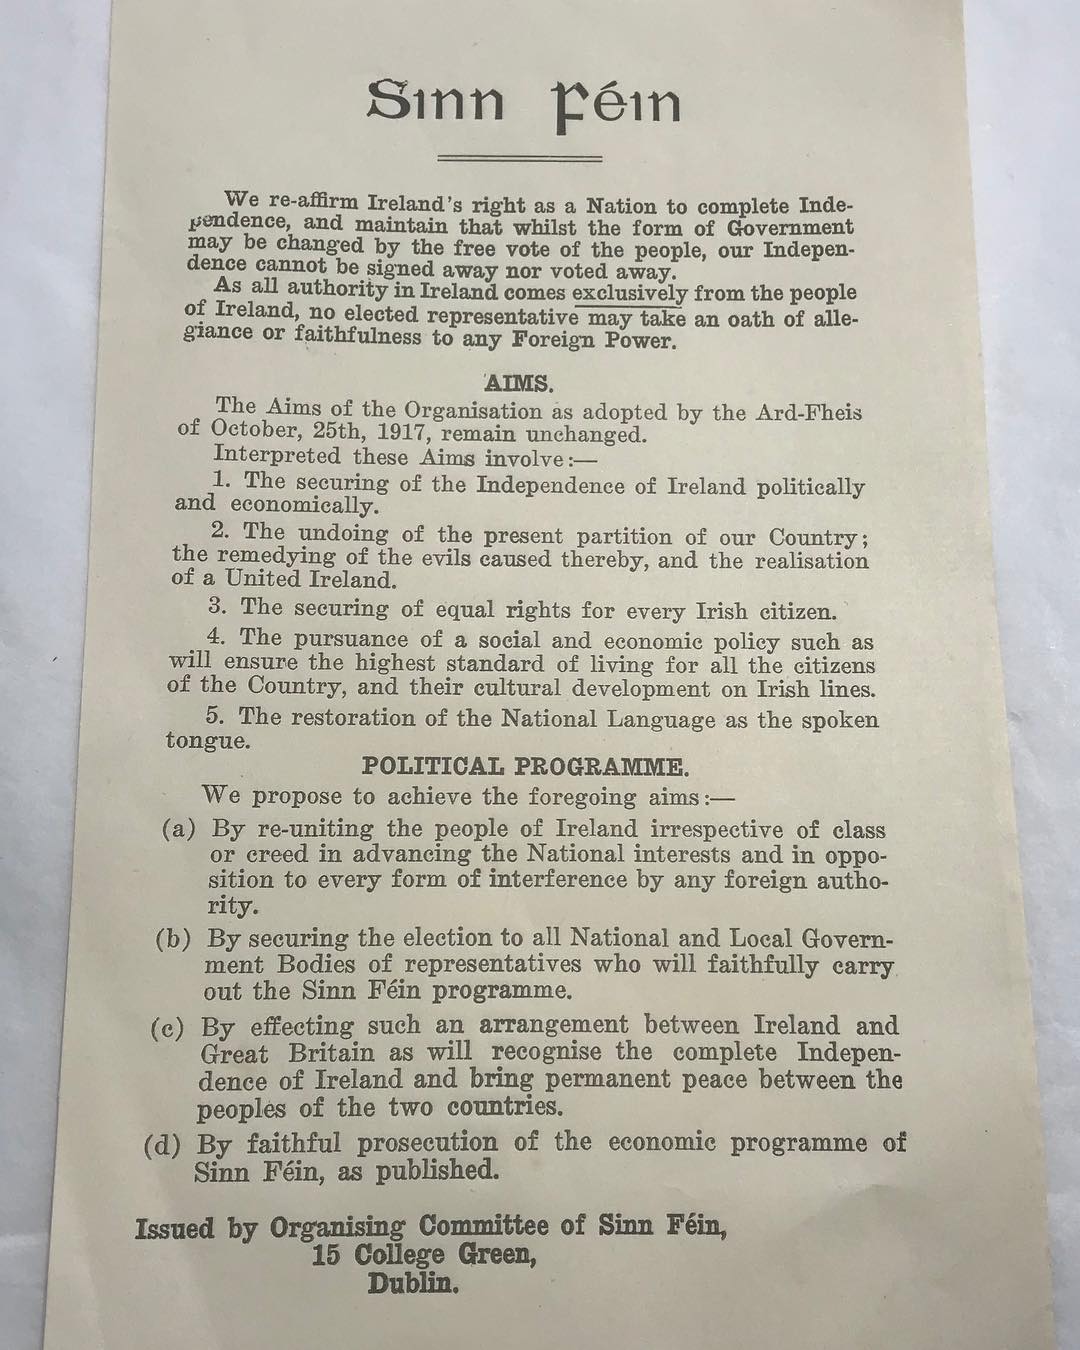 Sinn Féin
We re-affirm Ireland's right as a Nation to complete Inde-
pendence, and maintain that whilst the form of Government
may be changed by the free vote of the people, our Indepen-
dence cannot be signed away nor voted away.
As all authority in Ireland comes exclusively from the people
of Ireland, no elected representative may take an oath of alle-
giance or faithfulness to any Foreign Power.
AIMS.
The Aims of the Organisation as adopted by the Ard-Fheis
of October, 25th, 1917, remain unchanged.
Interpreted these Aims involve:—
1. The securing of the Independence of Ireland politically
and economically.
2. The undoing of the present partition of our Country;
the remedying of the evils caused thereby, and the realisation
of a United Ireland.
3. The securing of equal rights for every Irish citizen.
4. The pursuance of a social and economic policy such as
will ensure the highest standard of living for all the citizens
of the Country, and their cultural development on Irish lines.
5. The restoration of the National Language as the spoken
tongue.
POLITICAL PROGRAMME.
We propose to achieve the foregoing aims:—
(a) By re-uniting the people of Ireland irrespective of class
or creed in advancing the National interests and in oppo-
sition to every form of interference by any foreign autho-
rity.
(b) By securing the election to all National and Local Govern-
ment Bodies of representatives who will faithfully carry
out the Sinn Féin programme.
(c) By effecting such an arrangement between Ireland and
Great Britain as will recognise the complete Indepen-
dence of Ireland and bring permanent peace between the
peoples of the two countries.
(d) By faithful prosecution of the economic programme of
Sinn Féin, as published.
Issued by Organising Committee of Sinn Féin,
15 College Green,
Dublin.